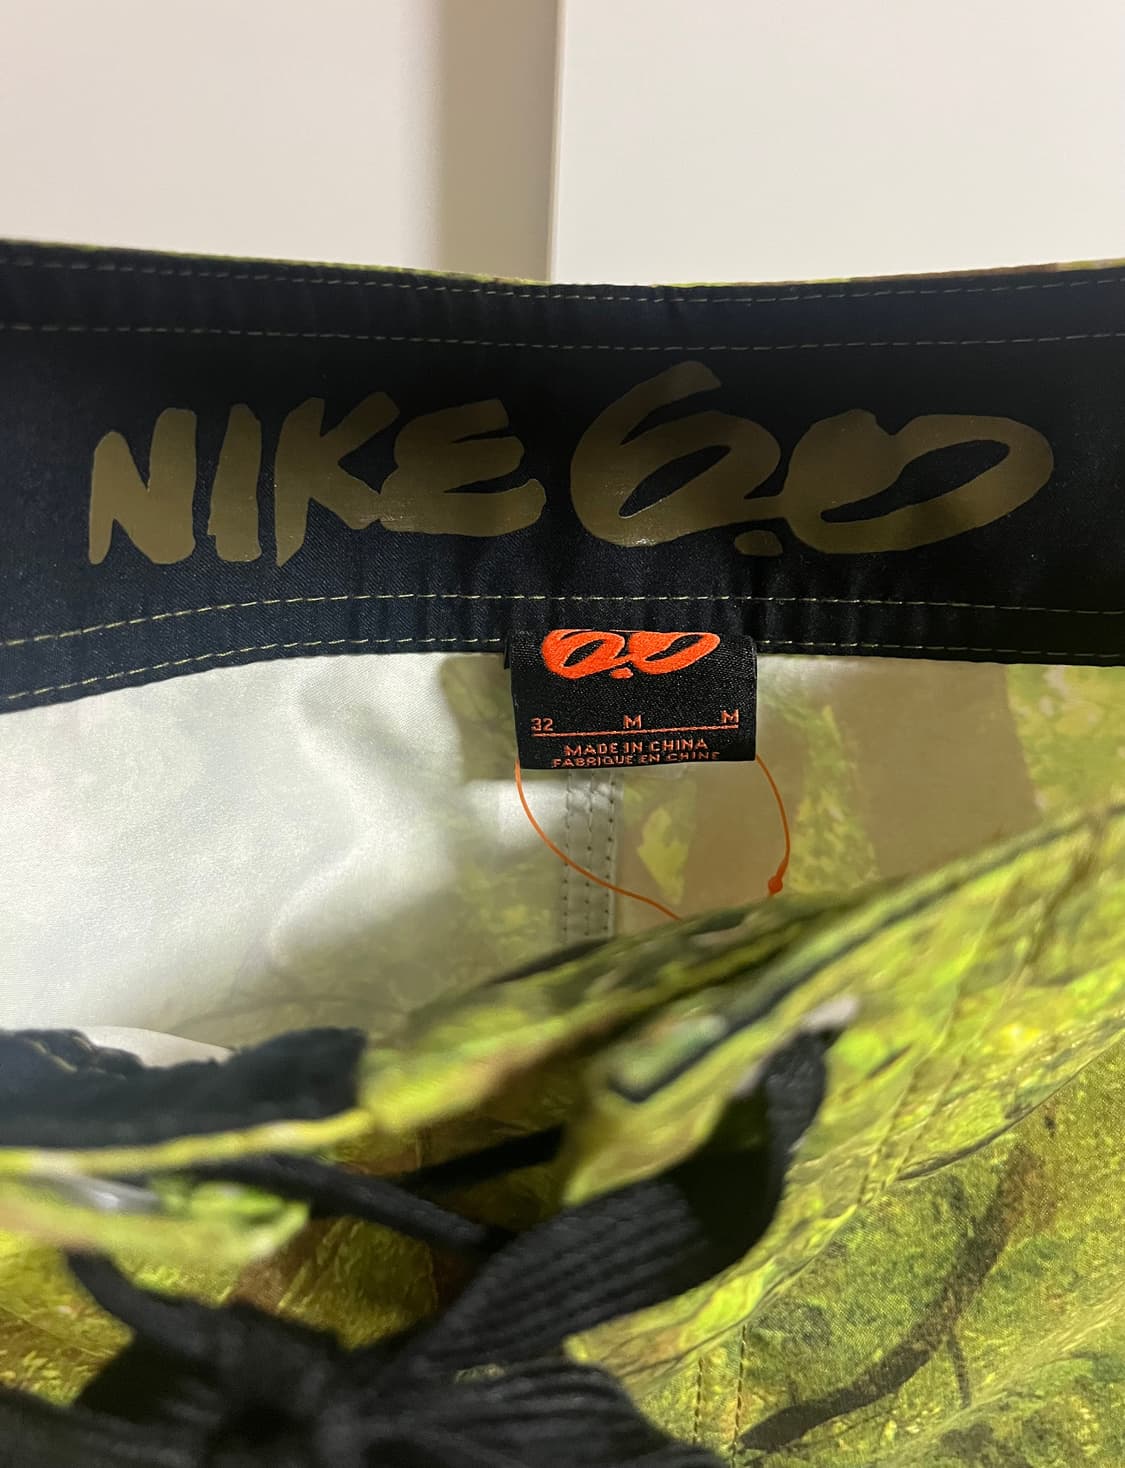 NIKE 6.0
6.0
32 M M
MADE IN CHINA
FABRIQUE EN CHINE